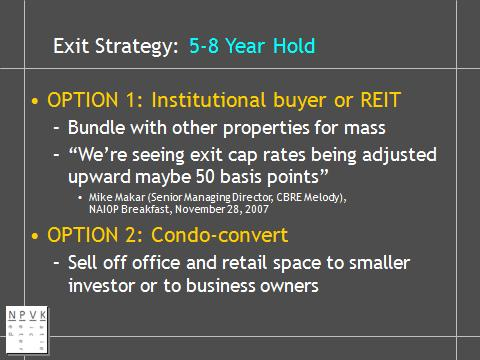 Exit Strategy: 5-8 Year Hold
• OPTION 1: Institutional buyer or REIT
– Bundle with other properties for mass
– “We’re seeing exit cap rates being adjusted
upward maybe 50 basis points”
• Mike Makar (Senior Managing Director, CBRE Melody),
NAIOP Breakfast, November 28, 2007
• OPTION 2: Condo-convert
– Sell off office and retail space to smaller
investor or to business owners
N P V K